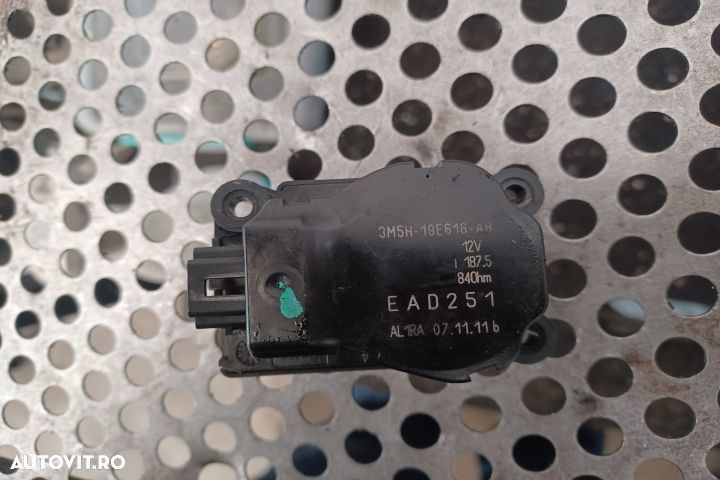 3M5H-19E616-AH
12V
I 187.5
84Ohm
EAD251
AL1RA 07.11.11 b
AUTOVIT.RO